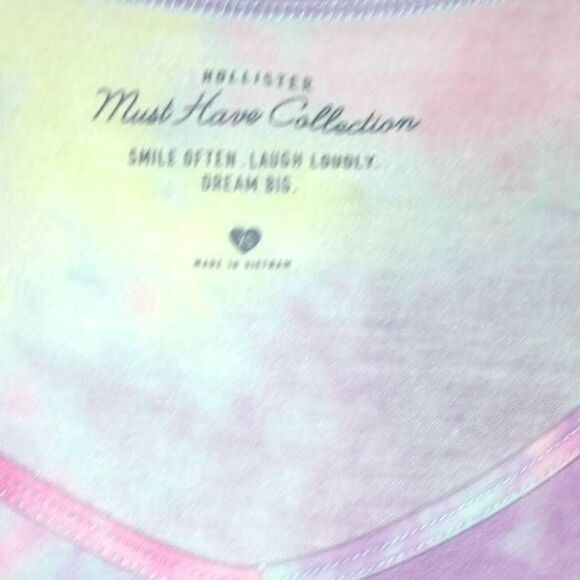 HOLLISTER
Must Have Collection
SMILE OFTEN. LAUGH LOUDLY.
DREAM BIG.
MADE IN VIETNAM